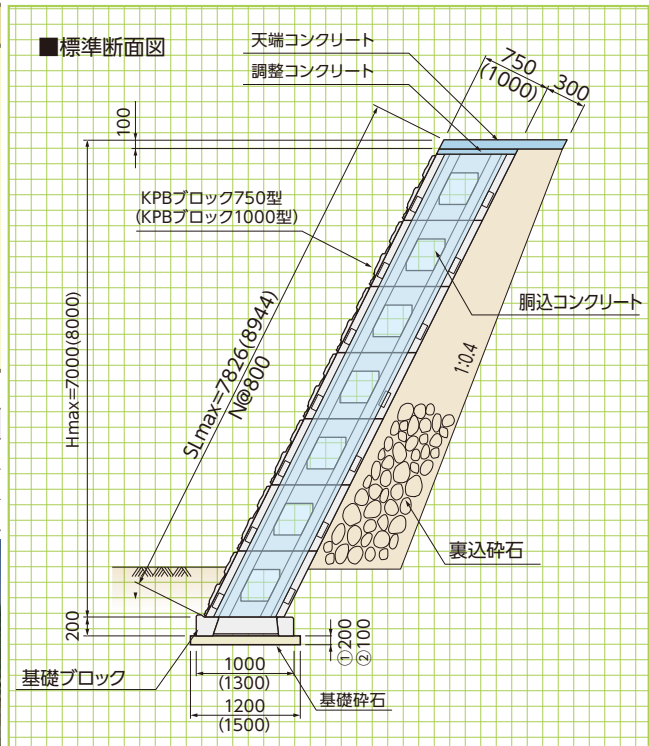 ■標準断面図
天端コンクリート
調整コンクリート
750
(1000)
300
100
KPBブロック750型
(KPBブロック1000型)
胴込コンクリート
Hmax=7000(8000)
SLmax=7826(8944)
N@800
1:0.4
裏込砕石
200
①200
②100
基礎ブロック
1000
(1300)
基礎砕石
1200
(1500)